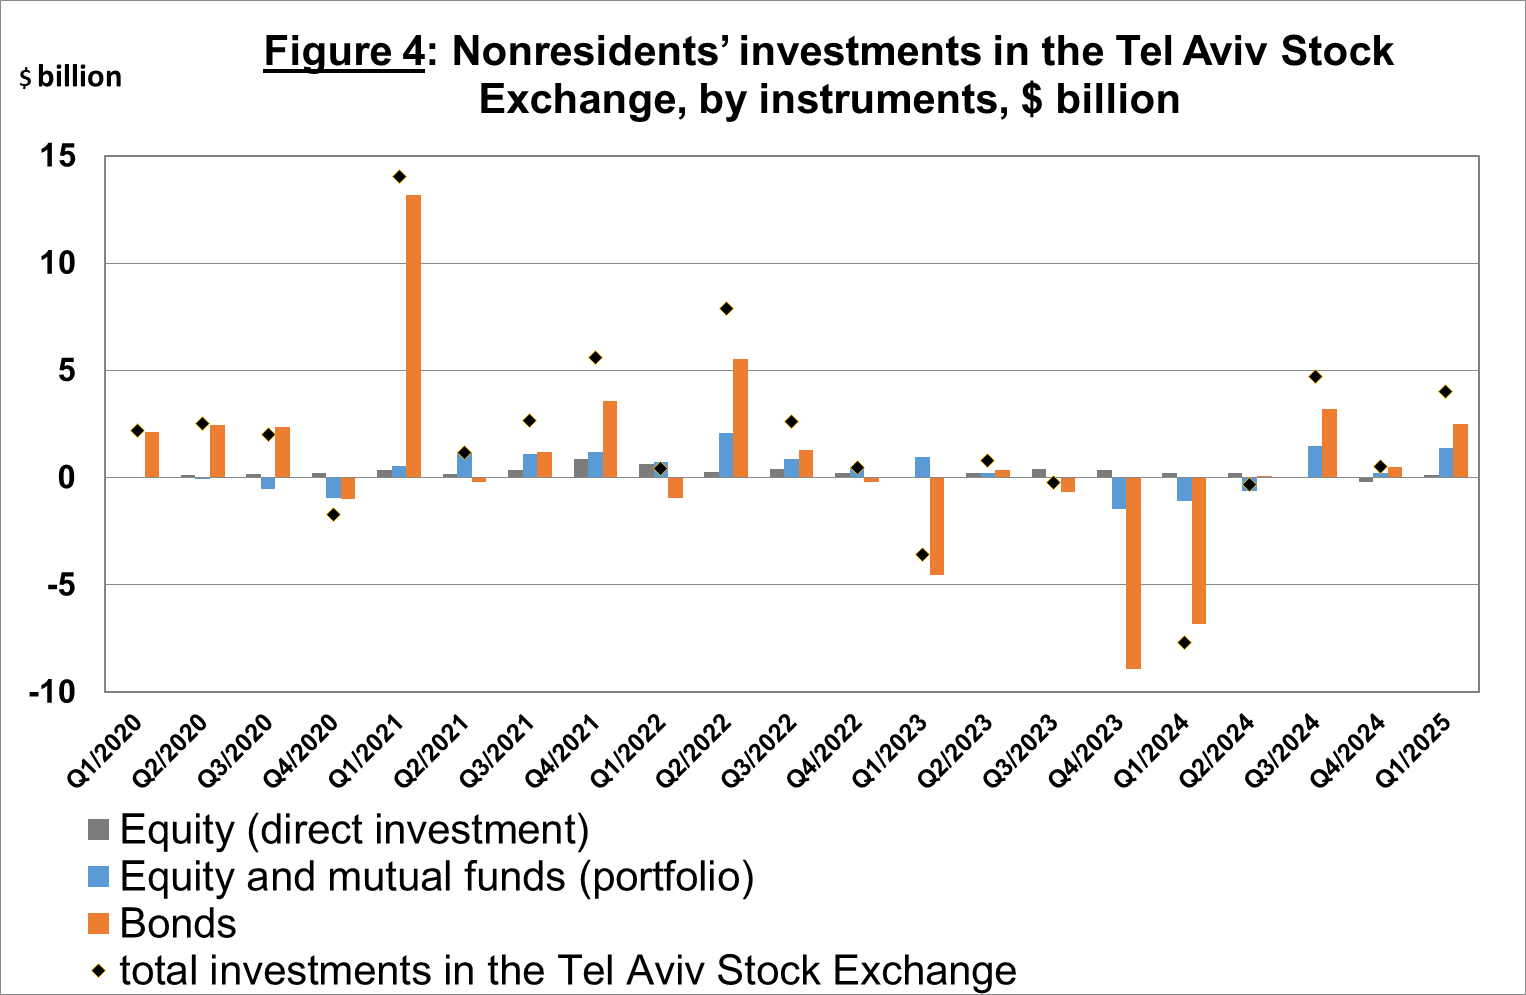 Figure 4: Nonresidents’ investments in the Tel Aviv Stock
Exchange, by instruments, $ billion
$ billion
15
10
5
0
-5
-10
Q1/2020
Q2/2020
Q3/2020
Q4/2020
Q1/2021
Q2/2021
Q3/2021
Q4/2021
Q1/2022
Q2/2022
Q3/2022
Q4/2022
Q1/2023
Q2/2023
Q3/2023
Q4/2023
Q1/2024
Q2/2024
Q3/2024
Q4/2024
Q1/2025
Equity (direct investment)
Equity and mutual funds (portfolio)
Bonds
total investments in the Tel Aviv Stock Exchange